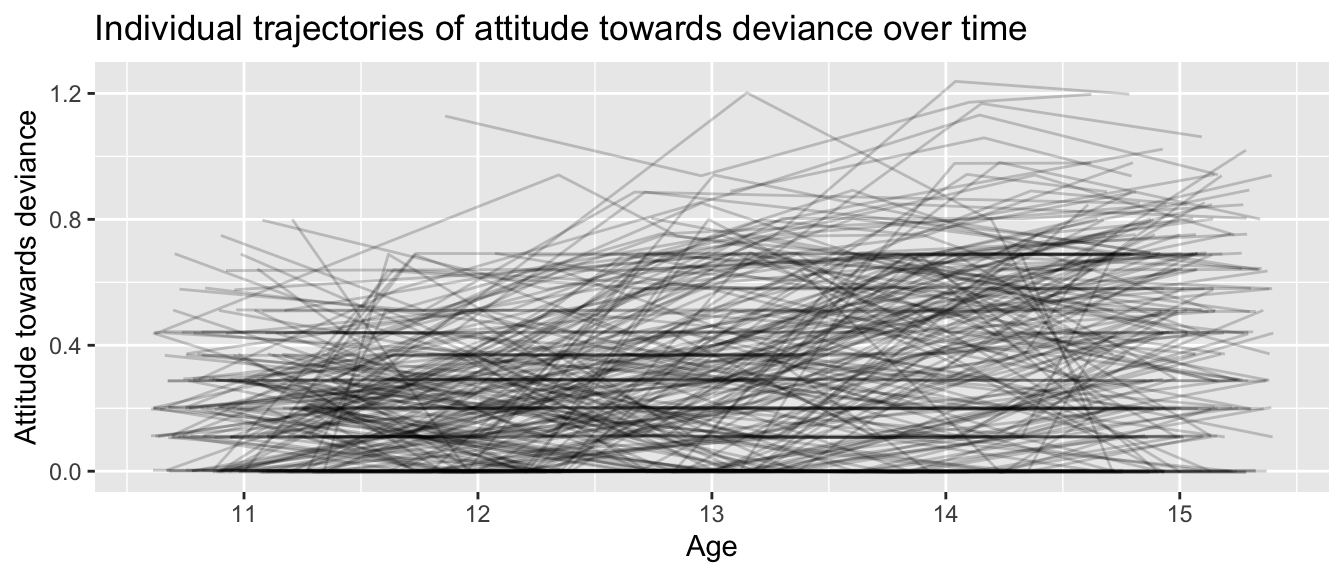 Individual trajectories of attitude towards deviance over time
Attitude towards deviance
1.2
0.8
0.4
0.0
11 12 13 14 15
Age